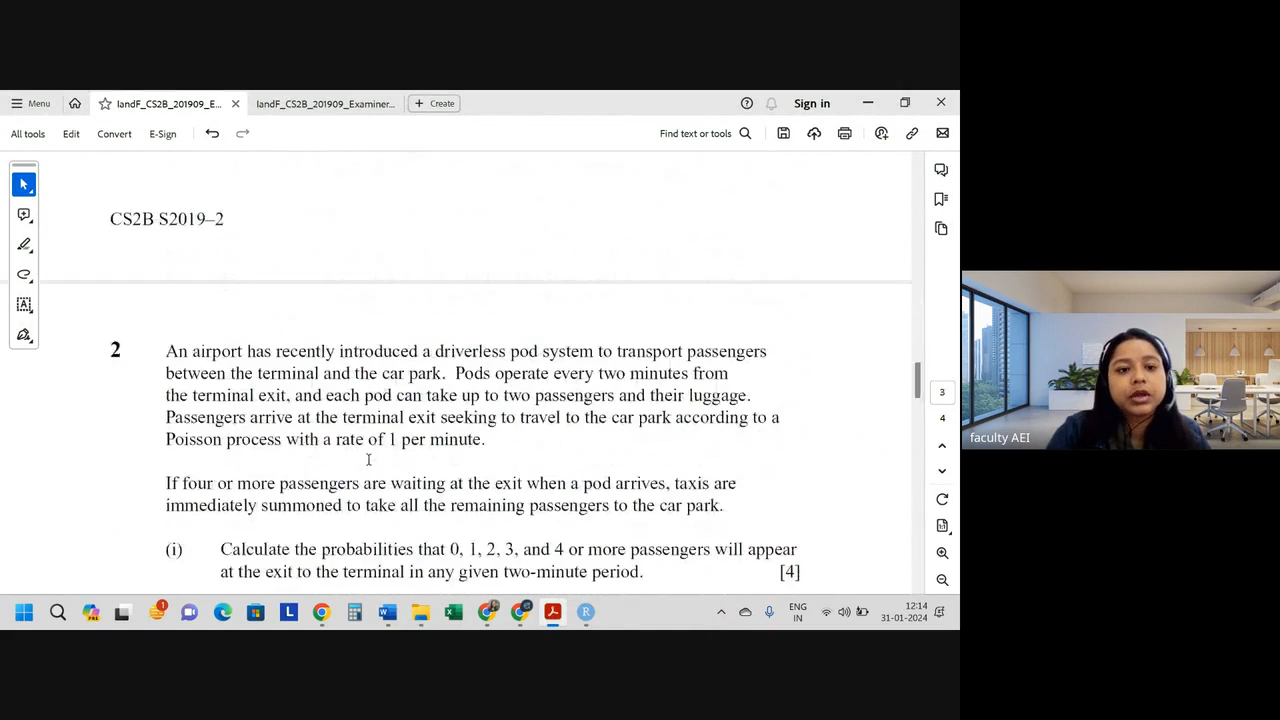 Menu
landF_CS2B_201909_E...
landF_CS2B_201909_Examiner...
Create
Sign in
All tools
Edit
Convert
E-Sign
Find text or tools
CS2B S2019–2
2 An airport has recently introduced a driverless pod system to transport passengers
between the terminal and the car park. Pods operate every two minutes from
the terminal exit, and each pod can take up to two passengers and their luggage.
Passengers arrive at the terminal exit seeking to travel to the car park according to a
Poisson process with a rate of 1 per minute.
If four or more passengers are waiting at the exit when a pod arrives, taxis are
immediately summoned to take all the remaining passengers to the car park.
(i) Calculate the probabilities that 0, 1, 2, 3, and 4 or more passengers will appear
at the exit to the terminal in any given two-minute period. [4]
3
4
faculty AEI
ENG
IN
12:14
31-01-2024